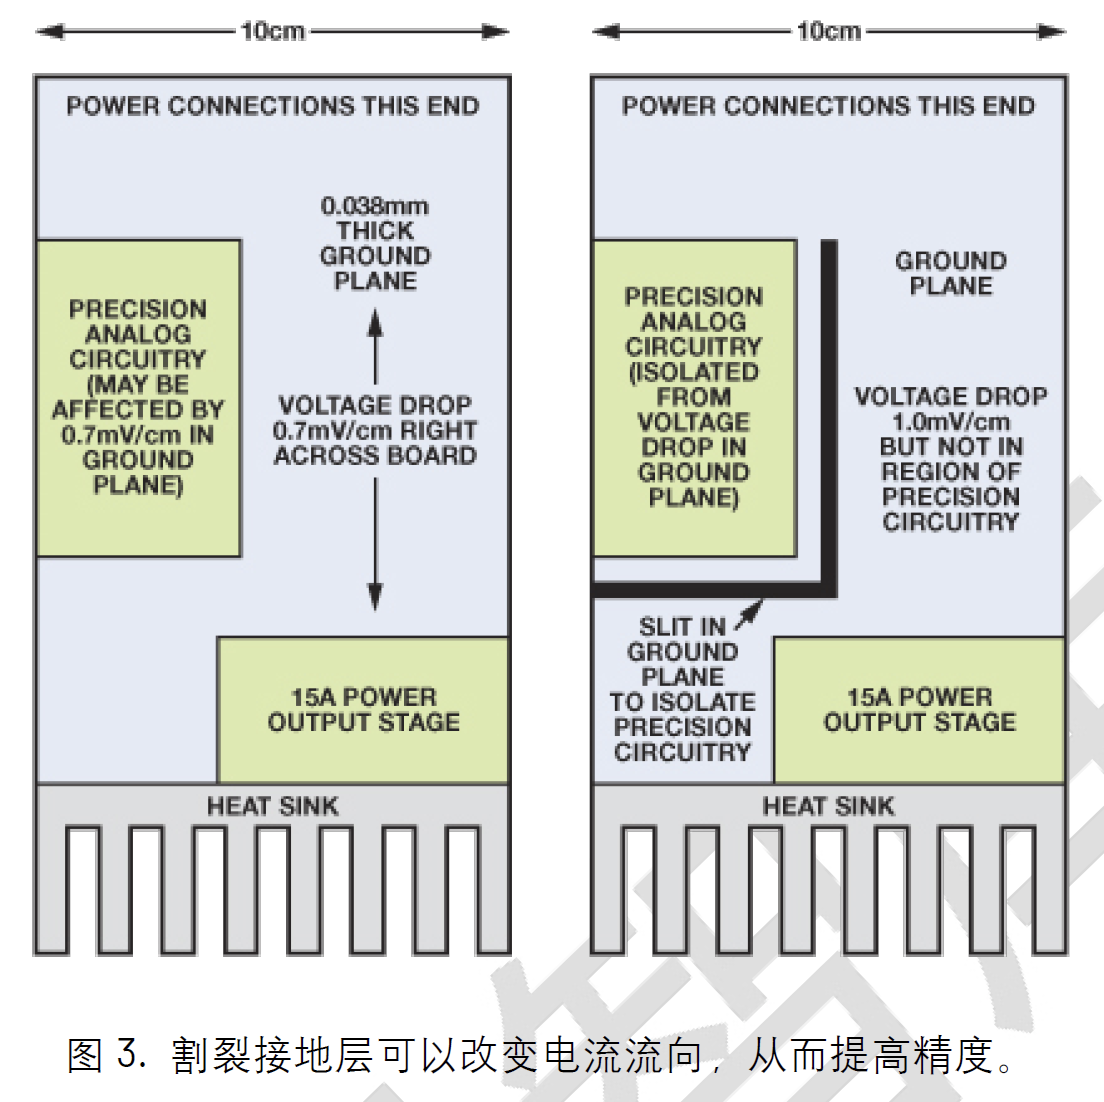 10cm
POWER CONNECTIONS THIS END
0.038mm
THICK
GROUND
PLANE
PRECISION
ANALOG
CIRCUITRY
(MAY BE
AFFECTED BY
0.7mV/cm IN
GROUND
PLANE)
VOLTAGE DROP
0.7mV/cm RIGHT
ACROSS BOARD
15A POWER
OUTPUT STAGE
HEAT SINK
10cm
POWER CONNECTIONS THIS END
GROUND
PLANE
PRECISION
ANALOG
CIRCUITRY
(ISOLATED
FROM
VOLTAGE
DROP IN
GROUND
PLANE)
VOLTAGE DROP
1.0mV/cm
BUT NOT IN
REGION OF
PRECISION
CIRCUITRY
SLIT IN
GROUND
PLANE
TO ISOLATE
PRECISION
CIRCUITRY
15A POWER
OUTPUT STAGE
HEAT SINK
图 3. 割裂接地层可以改变电流流向，从而提高精度。